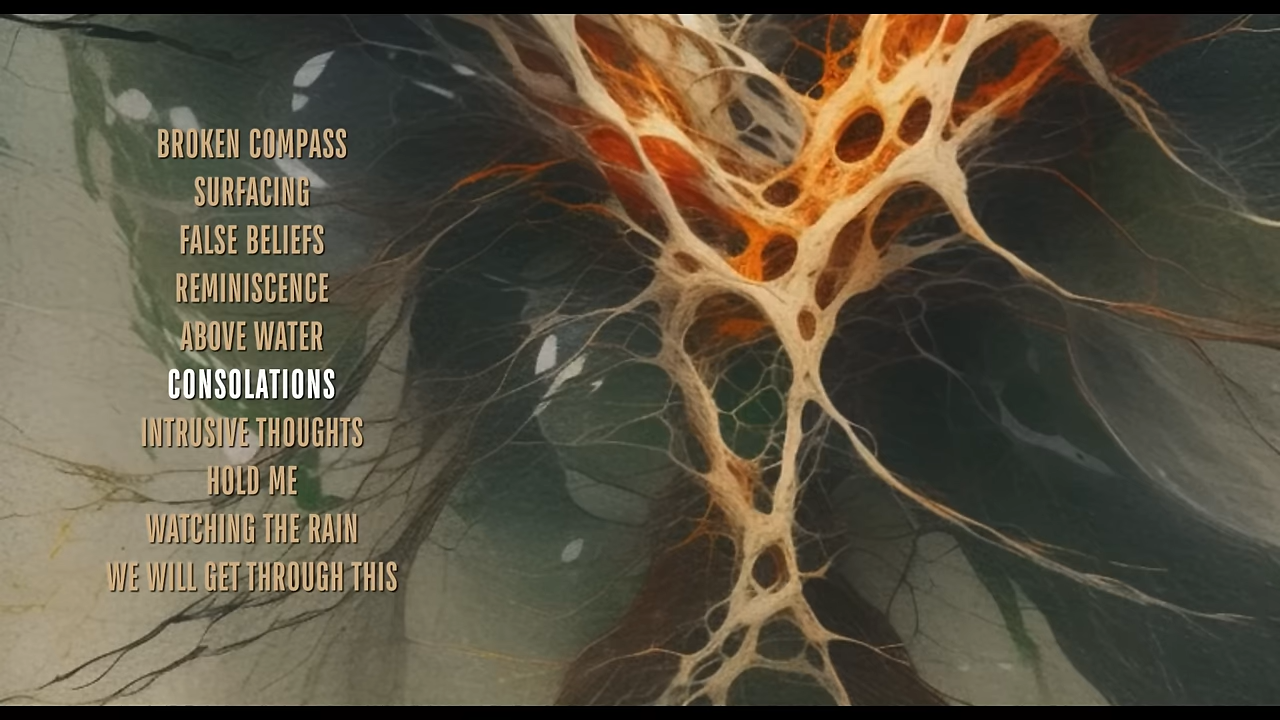 BROKEN COMPASS
SURFACING
FALSE BELIEFS
REMINISCENCE
ABOVE WATER
CONSOLATIONS
INTRUSIVE THOUGHTS
HOLD ME
WATCHING THE RAIN
WE WILL GET THROUGH THIS